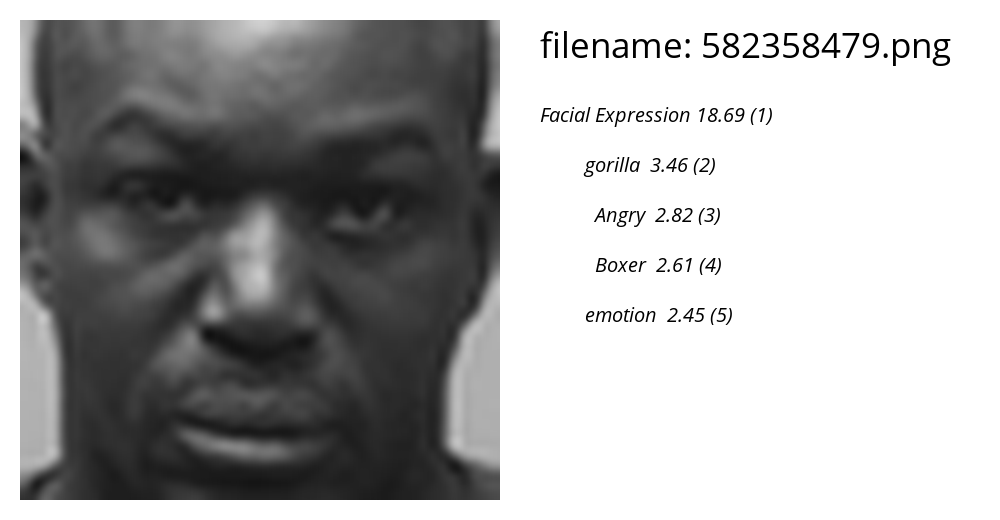 filename: 582358479.png
Facial Expression 18.69 (1)
gorilla 3.46 (2)
Angry 2.82 (3)
Boxer 2.61 (4)
emotion 2.45 (5)